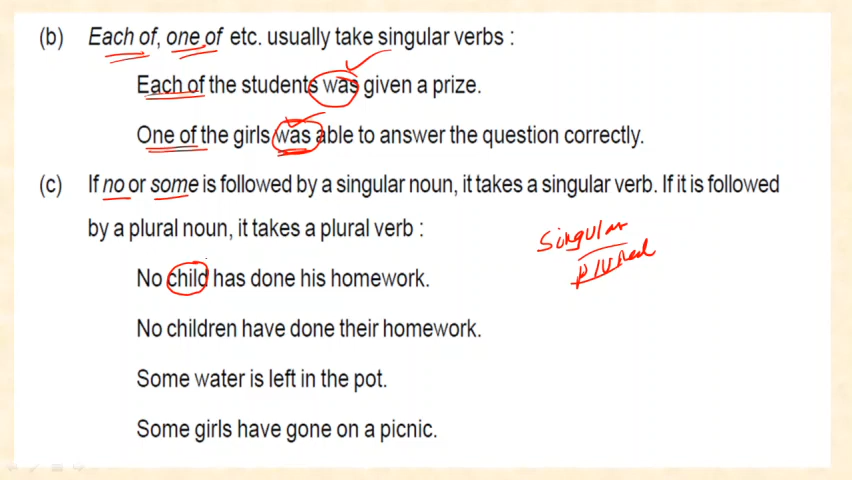 (b) Each of, one of etc. usually take singular verbs :
Each of the students was given a prize.
One of the girls was able to answer the question correctly.
(c) If no or some is followed by a singular noun, it takes a singular verb. If it is followed
by a plural noun, it takes a plural verb :
Singular
plural
No child has done his homework.
No children have done their homework.
Some water is left in the pot.
Some girls have gone on a picnic.